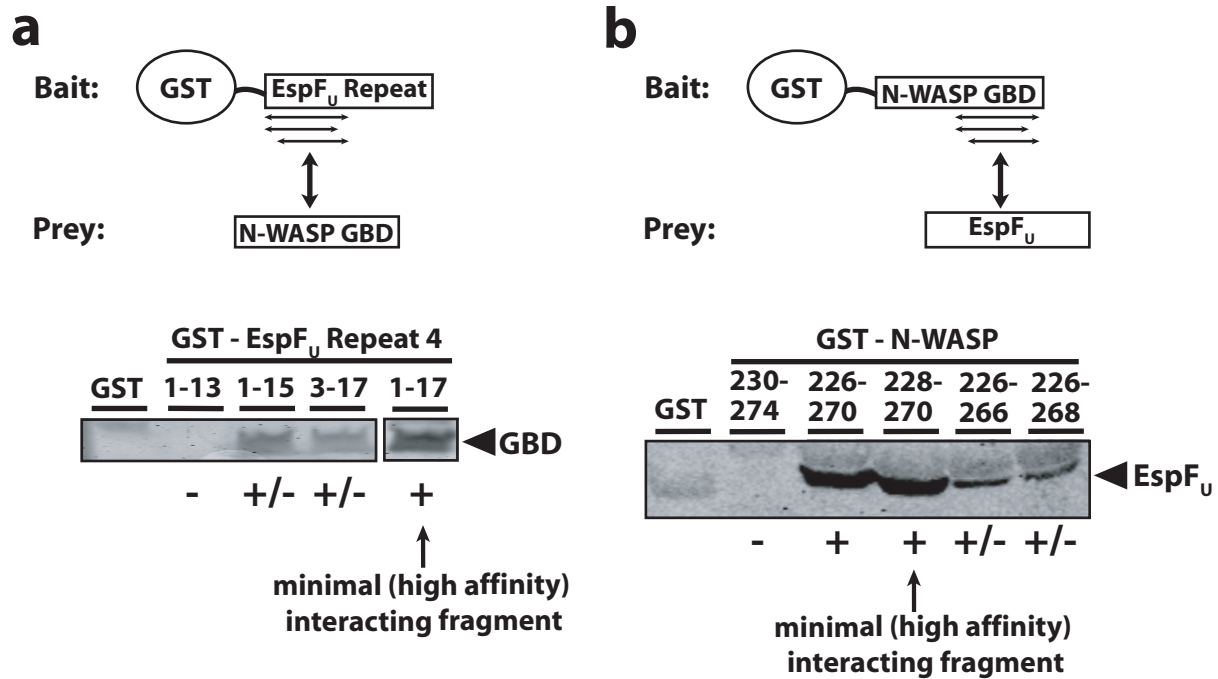 a
Bait:
GST
EspFU Repeat
Prey:
N-WASP GBD
GST - EspFU Repeat 4
GST 1-13 1-15 3-17 1-17
GBD
- +/- +/- +
minimal (high affinity)
interacting fragment
b
Bait:
GST
N-WASP GBD
Prey:
EspFU
GST - N-WASP
230- 226- 228- 226- 226-
GST 274 270 270 266 268
EspFU
- + + +/- +/-
minimal (high affinity)
interacting fragment